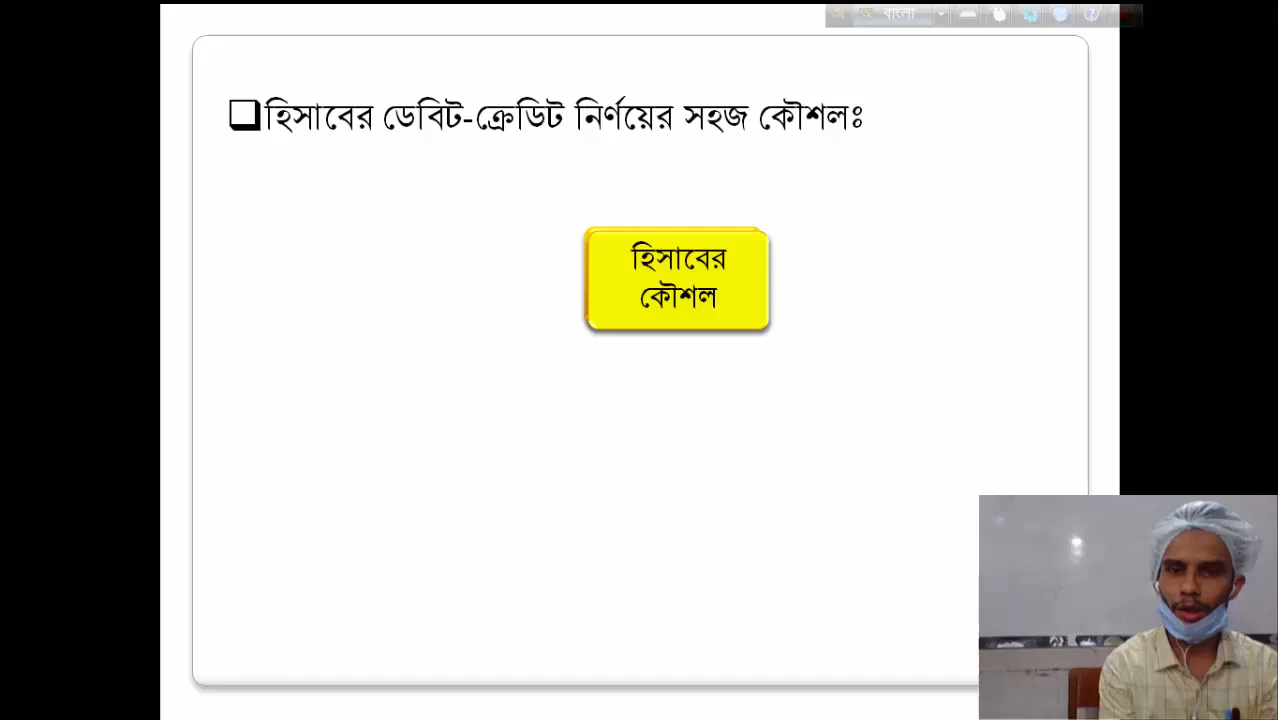 অ বাংলা
হিসাবের ডেবিট-ক্রেডিট নির্ণয়ের সহজ কৌশলঃ
হিসাবের
কৌশল